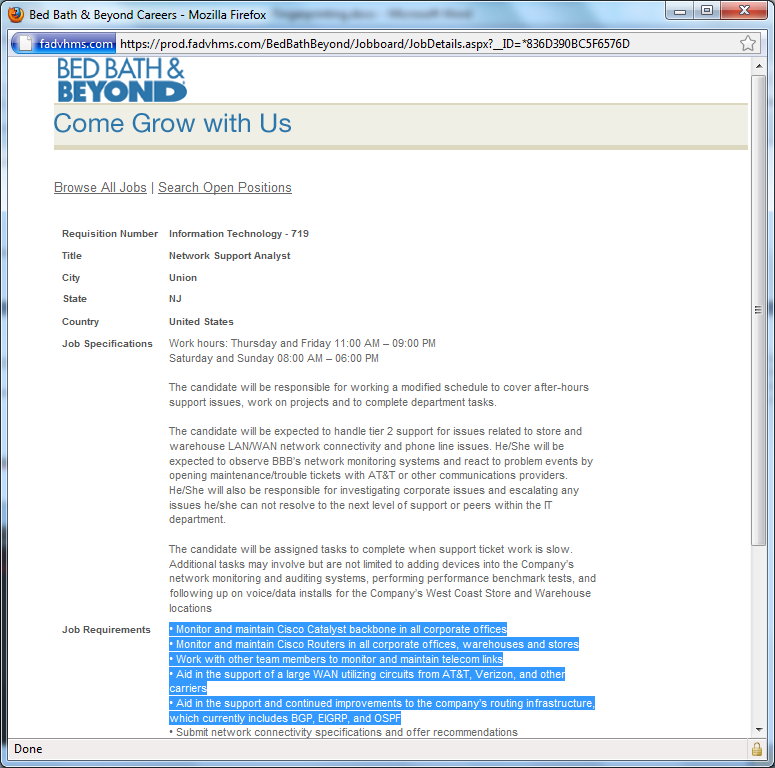 Bed Bath & Beyond Careers - Mozilla Firefox
fadvhms.com https://prod.fadvhms.com/BedBathBeyond/Jobboard/JobDetails.aspx?__ID=*836D390BC5F6576D
BED BATH &
BEYOND
Come Grow with Us
Browse All Jobs | Search Open Positions
Requisition Number Information Technology - 719
Title Network Support Analyst
City Union
State NJ
Country United States
Job Specifications Work hours: Thursday and Friday 11:00 AM – 09:00 PM
Saturday and Sunday 08:00 AM – 06:00 PM
The candidate will be responsible for working a modified schedule to cover after-hours
support issues, work on projects and to complete department tasks.
The candidate will be expected to handle tier 2 support for issues related to store and
warehouse LAN/WAN network connectivity and phone line issues. He/She will be
expected to observe BBB's network monitoring systems and react to problem events by
opening maintenance/trouble tickets with AT&T or other communications providers.
He/She will also be responsible for investigating corporate issues and escalating any
issues he/she can not resolve to the next level of support or peers within the IT
department.
The candidate will be assigned tasks to complete when support ticket work is slow.
Additional tasks may involve but are not limited to adding devices into the Company's
network monitoring and auditing systems, performing performance benchmark tests, and
following up on voice/data installs for the Company's West Coast Store and Warehouse
locations
Job Requirements • Monitor and maintain Cisco Catalyst backbone in all corporate offices
• Monitor and maintain Cisco Routers in all corporate offices, warehouses and stores
• Work with other team members to monitor and maintain telecom links
• Aid in the support of a large WAN utilizing circuits from AT&T, Verizon, and other
carriers
• Aid in the support and continued improvements to the company's routing infrastructure,
which currently includes BGP, EIGRP, and OSPF
• Submit network connectivity specifications and offer recommendations
Done